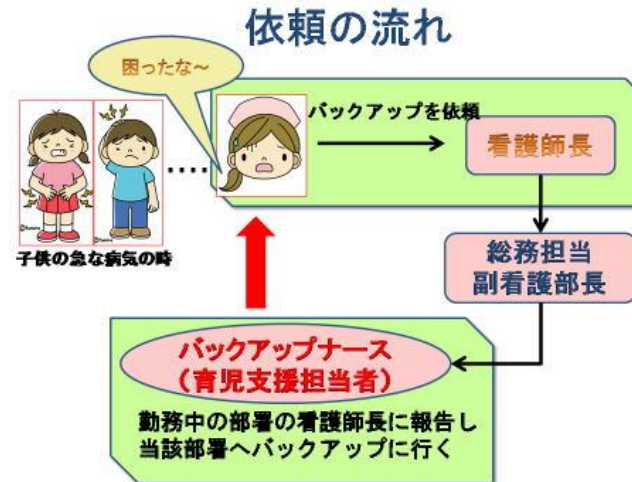 依頼の流れ
困ったな～
バックアップを依頼
看護師長
‥‥
子供の急な病気の時
総務担当
副看護部長
バックアップナース
（育児支援担当者）
勤務中の部署の看護師長に報告し
当該部署へバックアップに行く